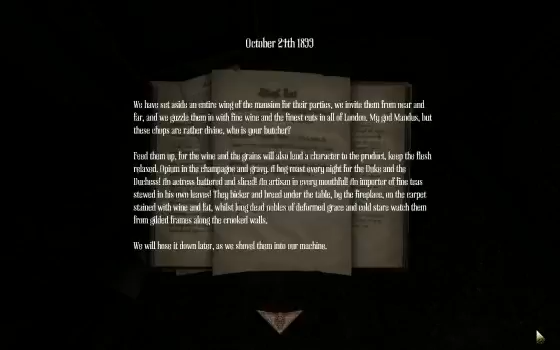 October 24th 1899
We have set aside an entire wing of the mansion for their parties, we invite them from near and
far, and we guzzle them in with fine wine and the finest cuts in all of London. My god Mandus, but
these chops are rather divine, who is your butcher?
Feed them up, for the wine and the grains will also lend a character to the product, keep the flesh
relaxed. Opium in the champagne and gravy. A hog roast every night for the Duke and the
Duchess! An actress battered and sliced! An artisan in every mouthful! An importer of fine teas
stewed in his own leaves! They bicker and breed under the table, by the fireplace, on the carpet
stained with wine and fat, whilst long dead nobles of deformed grace and cold stare watch them
from gilded frames along the crooked walls.
We will hose it down later, as we shovel them into our machine.